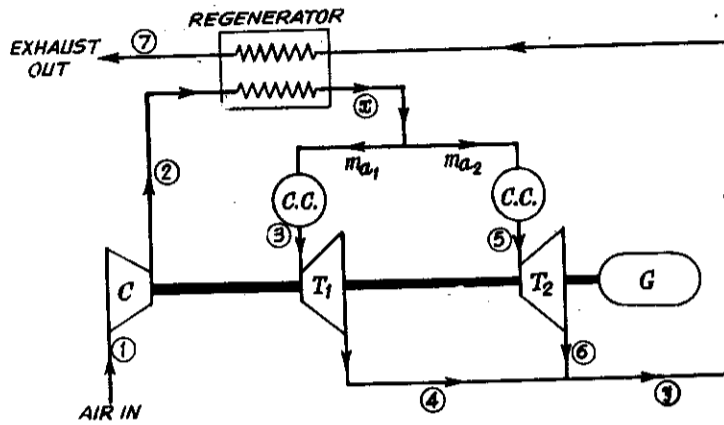 REGENERATOR
⑦
EXHAUST
OUT
ⓧ
②
ma1
ma2
C.C.
C.C.
③
⑤
C
T1
T2
G
①
⑥
④
ⓨ
AIR IN